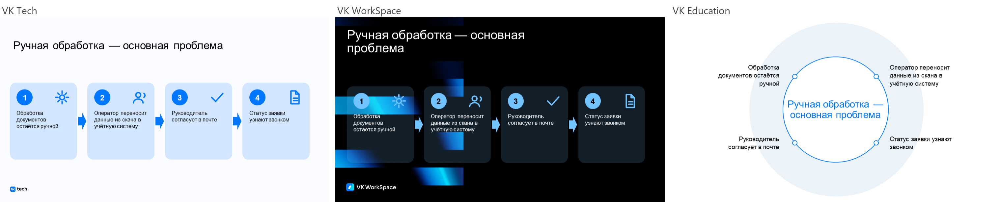 VK Tech
Ручная обработка — основная проблема
1
Обработка
документов
остаётся ручной
2
Оператор переносит
данные из скана в
учётную систему
3
Руководитель
согласует в почте
4
Статус заявки
узнают звонком
VK tech
VK WorkSpace
Ручная обработка — основная
проблема
1
Обработка
документов
остаётся ручной
2
Оператор переносит
данные из скана в
учётную систему
3
Руководитель
согласует в почте
4
Статус заявки
узнают звонком
VK WorkSpace
VK Education
Обработка
документов остаётся
ручной
Оператор переносит
данные из скана в
учётную систему
Ручная обработка —
основная проблема
Руководитель
согласует в почте
Статус заявки узнают
звонком